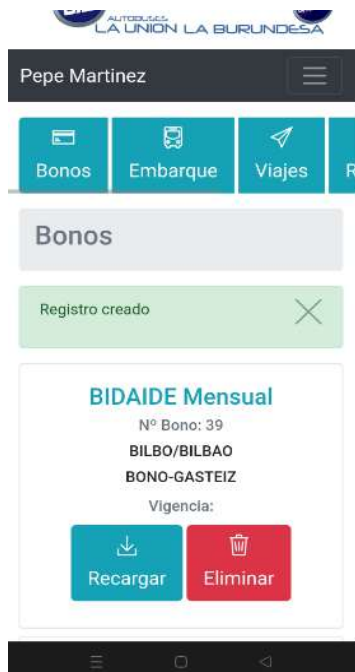 AUTOBUSES
LA UNION LA BURUNDESA
Pepe Martinez
Bonos
Embarque
Viajes
R
Bonos
Registro creado
BIDAIDE Mensual
Nº Bono: 39
BILBO/BILBAO
BONO-GASTEIZ
Vigencia:
Recargar
Eliminar